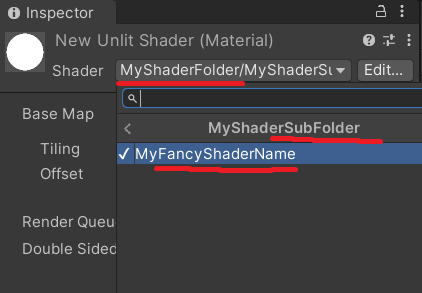 Inspector
New Unlit Shader (Material)
Shader MyShaderFolder/MyShaderSu Edit...
MyShaderSubFolder
MyFancyShaderName
Base Map
Tiling
Offset
Render Queu
Double Sided